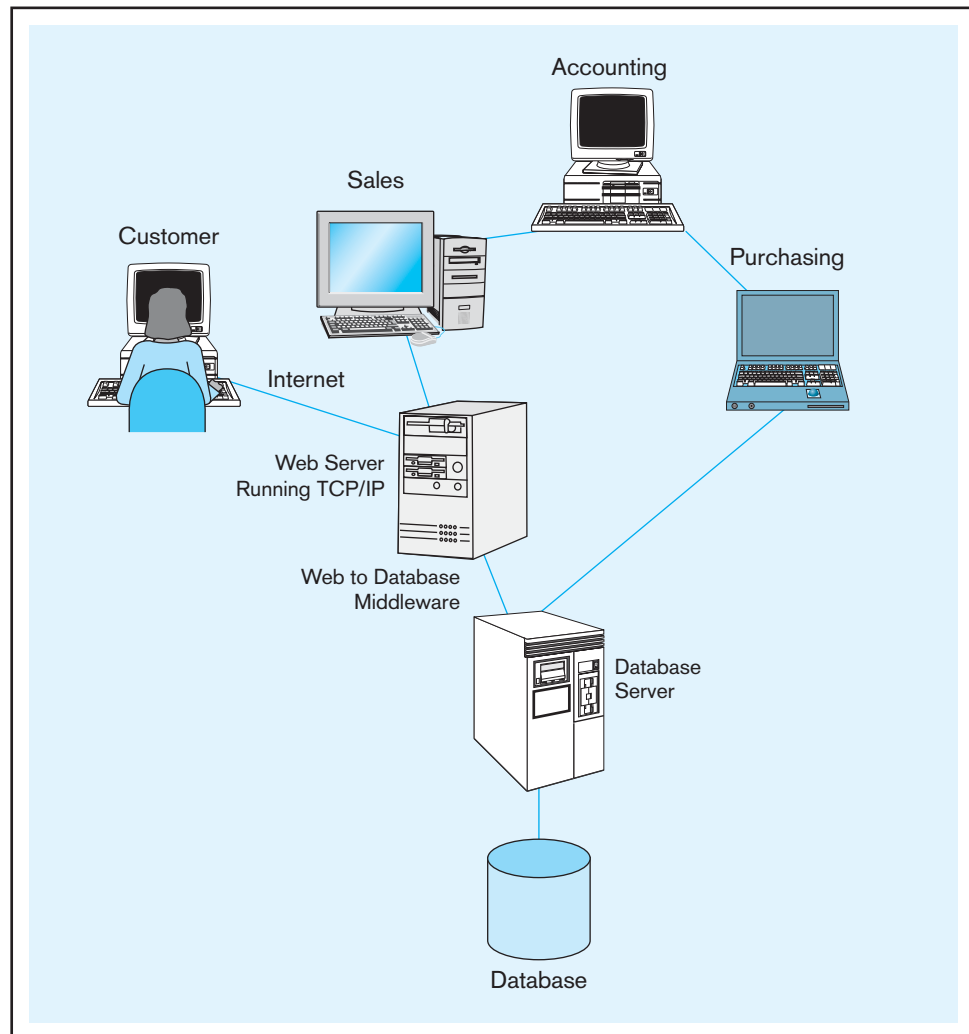 Accounting
Sales
Customer
Purchasing
Internet
Web Server
Running TCP/IP
Web to Database
Middleware
Database
Server
Database